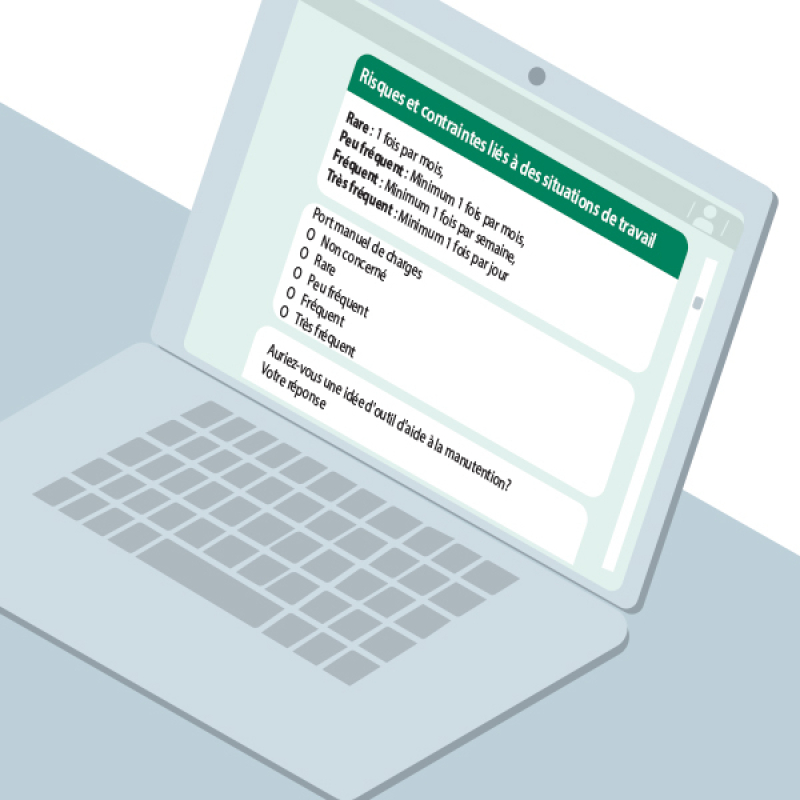 Risques et contraintes liés à des situations de travail
Rare : 1 fois par mois,
Peu fréquent : Minimum 1 fois par mois,
Fréquent : Minimum 1 fois par semaine,
Très fréquent : Minimum 1 fois par jour
Port manuel de charges
O Non concerné
O Rare
O Peu fréquent
O Fréquent
O Très fréquent
Auriez-vous une idée d'outil d'aide à la manutention?
Votre réponse